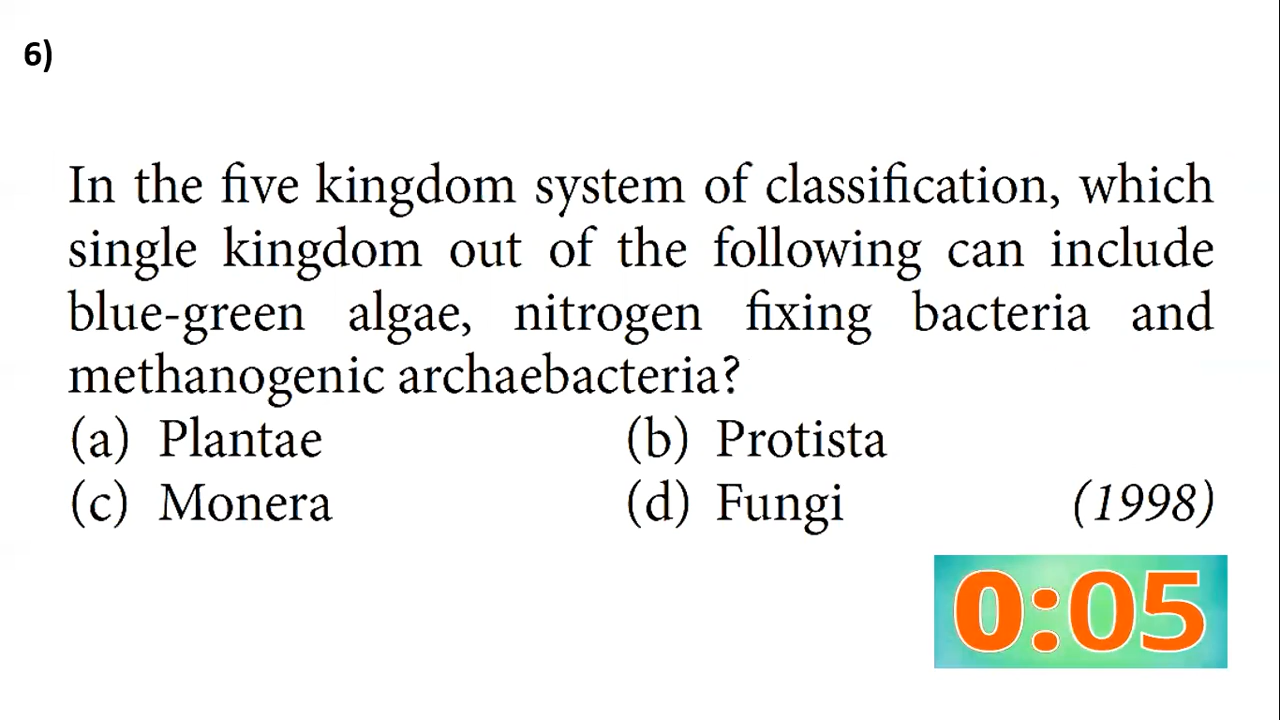 6)
In the five kingdom system of classification, which
single kingdom out of the following can include
blue-green algae, nitrogen fixing bacteria and
methanogenic archaebacteria?
(a) Plantae (b) Protista
(c) Monera (d) Fungi (1998)
0:05